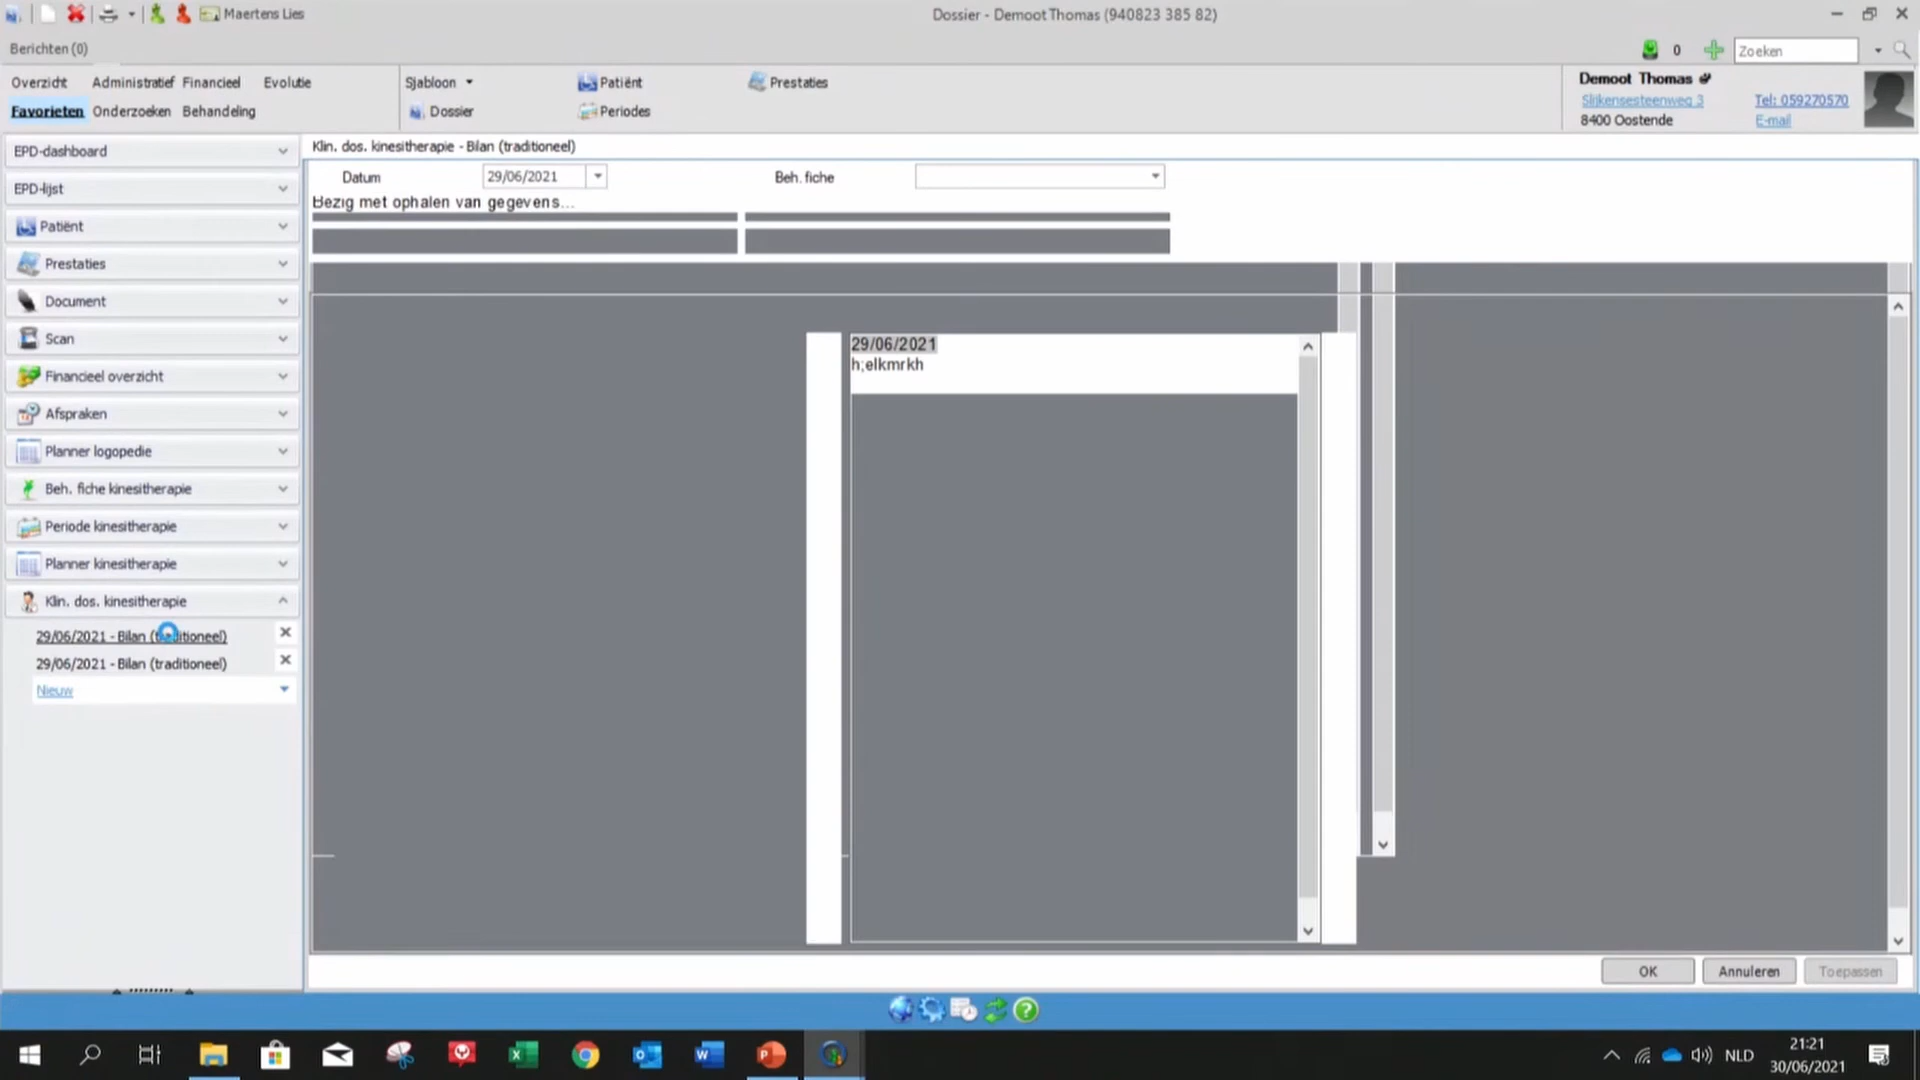 Maertens Lies
Dossier - Demoot Thomas (940823 385 82)
Berichten (0)
0
Zoeken
Overzicht Administratief Financieel Evolutie
Favorieten Onderzoeken Behandeling
Sjabloon Patiënt Prestaties
Dossier Periodes
Demoot Thomas
Slijkensesteenweg 3 Tel: 059270570
8400 Oostende E-mail
EPD-dashboard
EPD-lijst
Patiënt
Prestaties
Document
Scan
Financieel overzicht
Afspraken
Planner logopedie
Beh. fiche kinesitherapie
Periode kinesitherapie
Planner kinesitherapie
Klin. dos. kinesitherapie
29/06/2021 - Bilan (traditioneel)
29/06/2021 - Bilan (traditioneel)
Nieuw
Klin. dos. kinesitherapie - Bilan (traditioneel)
Datum 29/06/2021 Beh. fiche
Bezig met ophalen van gegevens...
29/06/2021
h;elkmrkh
OK Annuleren Toepassen
NLD
21:21
30/06/2021